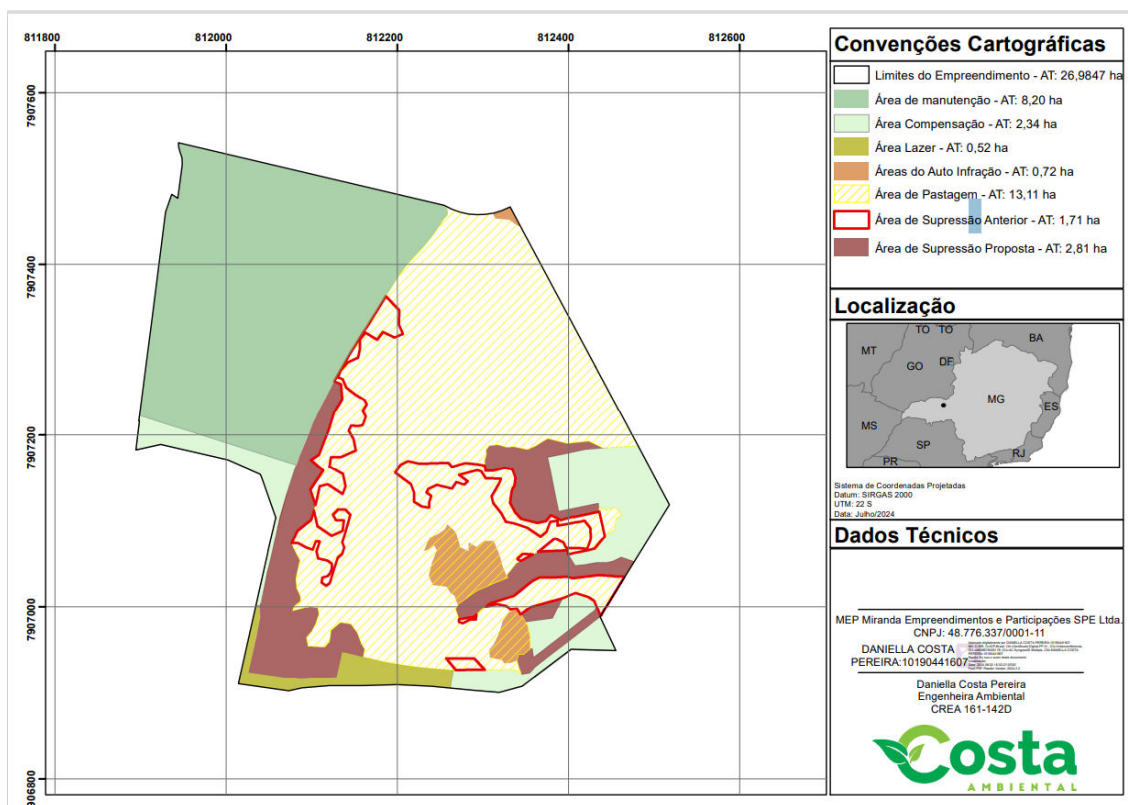 811800
812000
812200
812400
812600
7907600
7907400
7907200
7907000
7906800
Convenções Cartográficas
Limites do Empreendimento - AT: 26,9847 ha
Área de manutenção - AT: 8,20 ha
Área Compensação - AT: 2,34 ha
Área Lazer - AT: 0,52 ha
Áreas do Auto Infração - AT: 0,72 ha
Área de Pastagem - AT: 13,11 ha
Área de Supressão Anterior - AT: 1,71 ha
Área de Supressão Proposta - AT: 2,81 ha
Localização
TO TO
BA
MT
GO
DF
MG
ES
MS
SP
RJ
PR
Sistema de Coordenadas Projetadas
Datum: SIRGAS 2000
UTM: 22 S
Data: Julho/2024
Dados Técnicos
MEP Miranda Empreendimentos e Participações SPE Ltda.
CNPJ: 48.776.337/0001-11
DANIELLA COSTA
PEREIRA:10190441607
Daniella Costa Pereira
Engenheira Ambiental
CREA 161-142D
Costa
AMBIENTAL